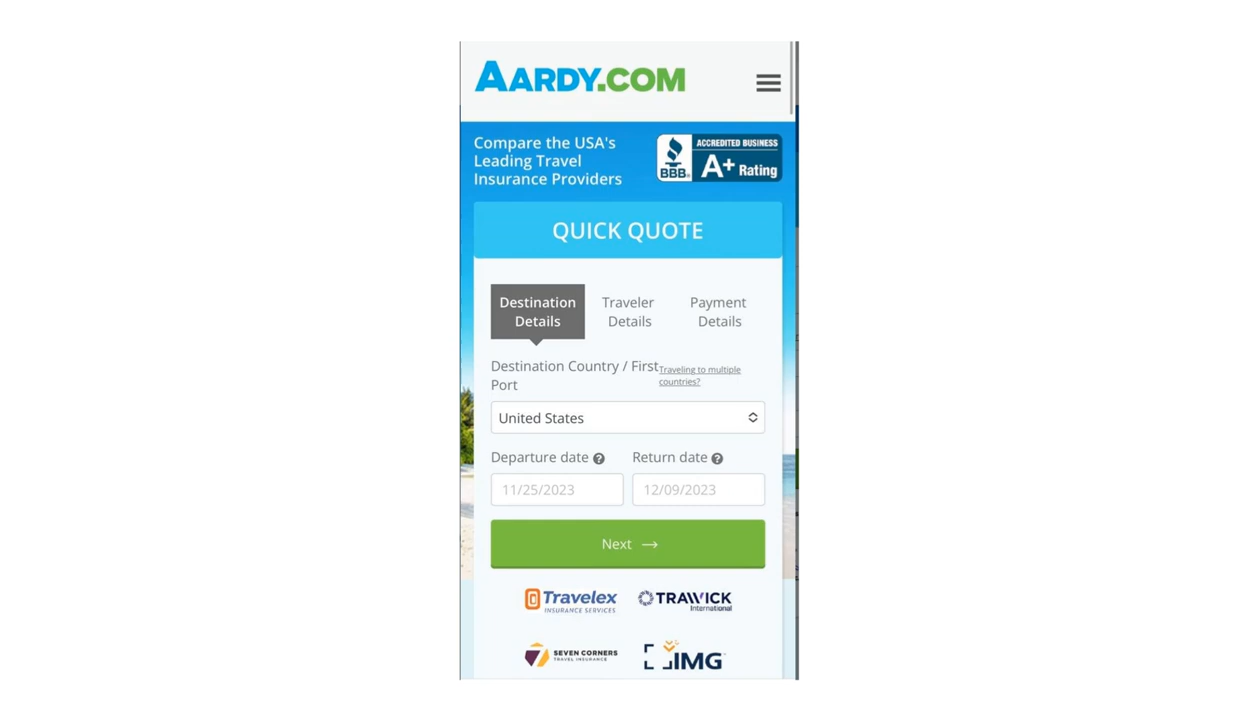 AARDY.COM
Compare the USA's
Leading Travel
Insurance Providers
BBB.
ACCREDITED BUSINESS
A+ Rating
QUICK QUOTE
Destination
Details
Traveler
Details
Payment
Details
Destination Country / First
Port
Traveling to multiple
countries?
United States
Departure date ?
Return date ?
11/25/2023
12/09/2023
Next →
Travelex
INSURANCE SERVICES
TRAWICK
International
SEVEN CORNERS
TRAVEL INSURANCE
IMG